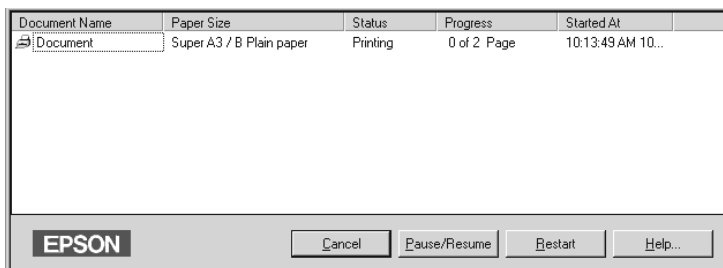 Document Name Paper Size Status Progress Started At
Document Super A3 / B Plain paper Printing 0 of 2 Page 10:13:49 AM 10...
EPSON Cancel Pause/Resume Restart Help...